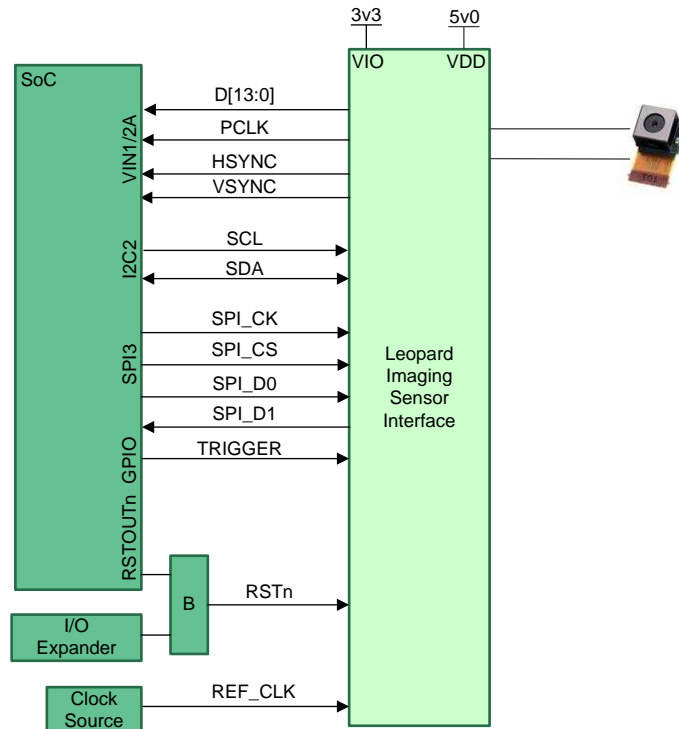 3v3
5v0
VIO
VDD
SoC
D[13:0]
PCLK
HSYNC
VSYNC
VIN1/2A
SCL
SDA
I2C2
SPI_CK
SPI_CS
SPI_D0
SPI_D1
SPI3
TRIGGER
GPIO
RSTOUTn
Leopard
Imaging
Sensor
Interface
B
RSTn
I/O
Expander
REF_CLK
Clock
Source